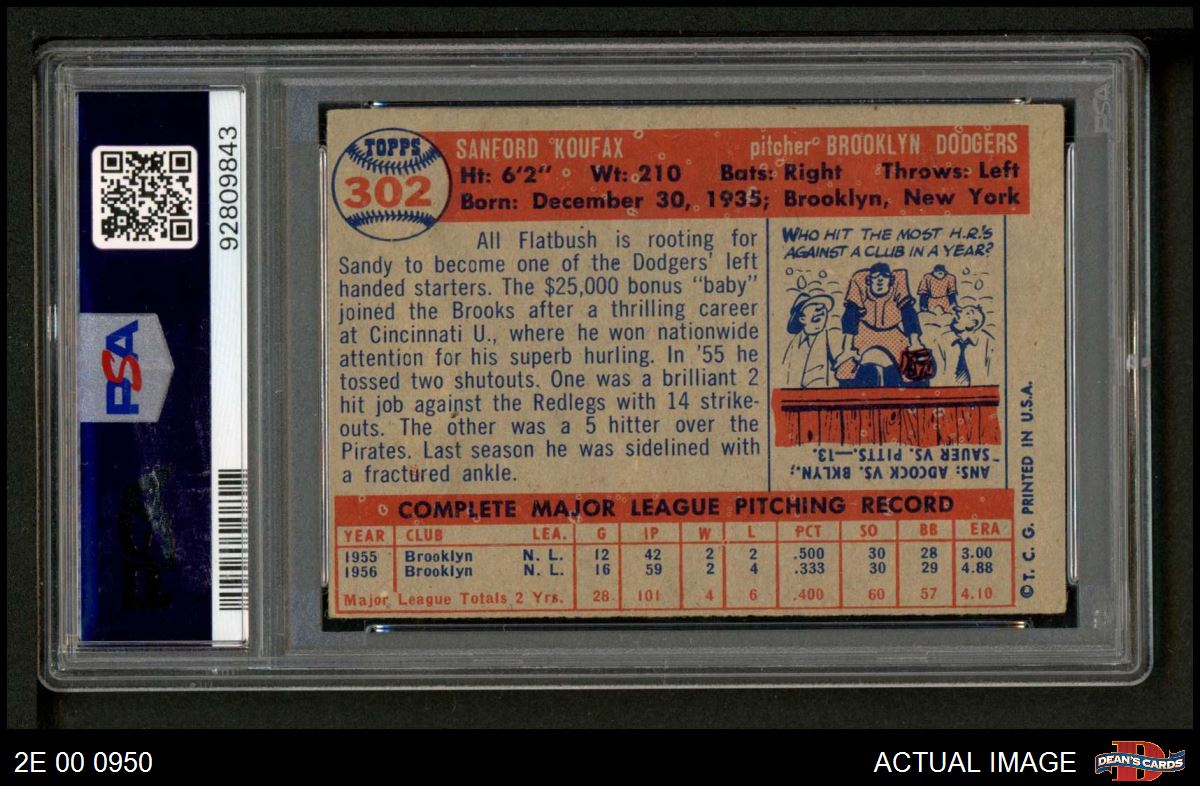 92809843
PSA
PSA
TOPPS
302
SANFORD KOUFAX pitcher BROOKLYN DODGERS
Ht: 6'2" Wt: 210 Bats: Right Throws: Left
Born: December 30, 1935; Brooklyn, New York
All Flatbush is rooting for
Sandy to become one of the Dodgers' left
handed starters. The $25,000 bonus "baby"
joined the Brooks after a thrilling career
at Cincinnati U., where he won nationwide
attention for his superb hurling. In '55 he
tossed two shutouts. One was a brilliant 2
hit job against the Redlegs with 14 strike-
outs. The other was a 5 hitter over the
Pirates. Last season he was sidelined with
a fractured ankle.
WHO HIT THE MOST H.R.'S
AGAINST A CLUB IN A YEAR?
ANS: ADCOCK VS. BKLYN.;
SAUER VS. PITTS.—13.
© T. C. G. PRINTED IN U.S.A.
COMPLETE MAJOR LEAGUE PITCHING RECORD
YEAR CLUB LEA. G IP W L PCT SO BB ERA
1955 Brooklyn N. L. 12 42 2 2 .500 30 28 3.00
1956 Brooklyn N. L. 16 59 2 4 .333 30 29 4.88
Major League Totals 2 Yrs. 28 101 4 6 .400 60 57 4.10
2E 00 0950
ACTUAL IMAGE
DEAN'S CARDS